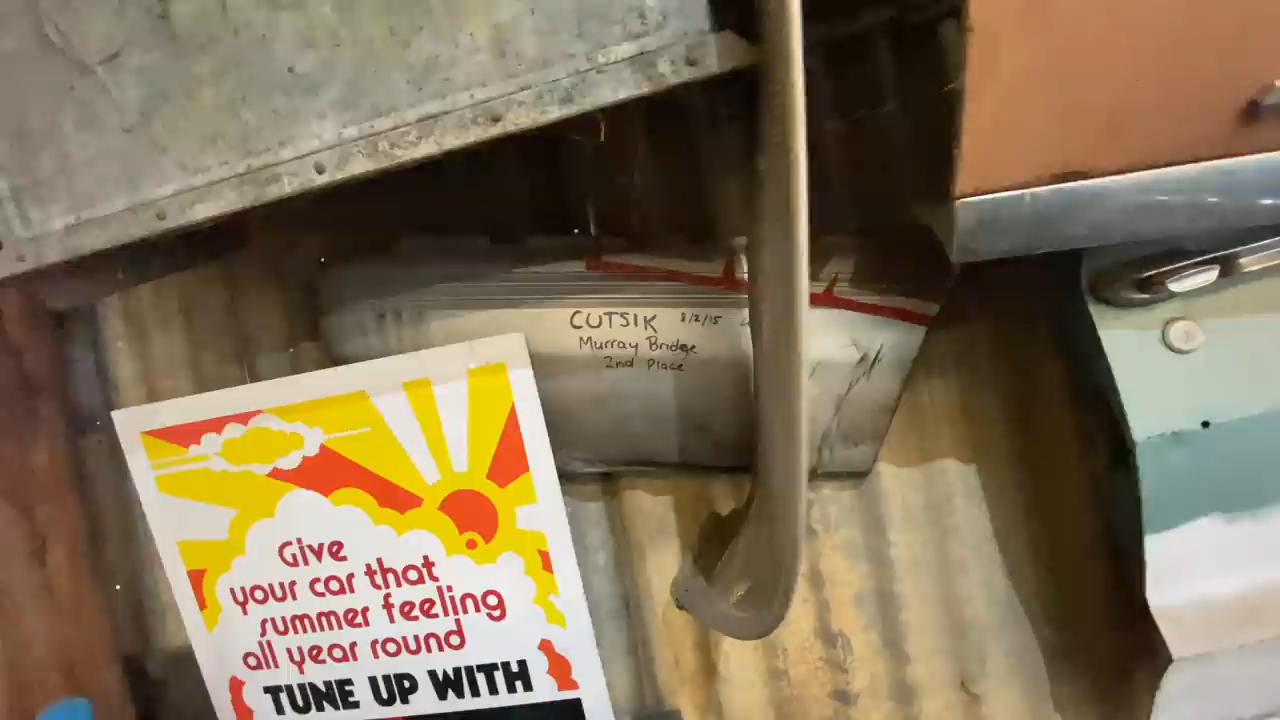 CUTSIK 8/2/15
Murray Bridge
2nd Place
Give
your car that
summer feeling
all year round
TUNE UP WITH